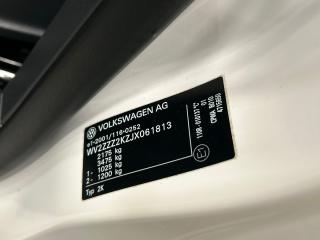 VOLKSWAGEN AG
e1-2001/116-0252
WV2ZZZ2KZJX061813
2175 kg
3475 kg
1- 1025 kg
2- 1200 kg
Typ 2K
E1